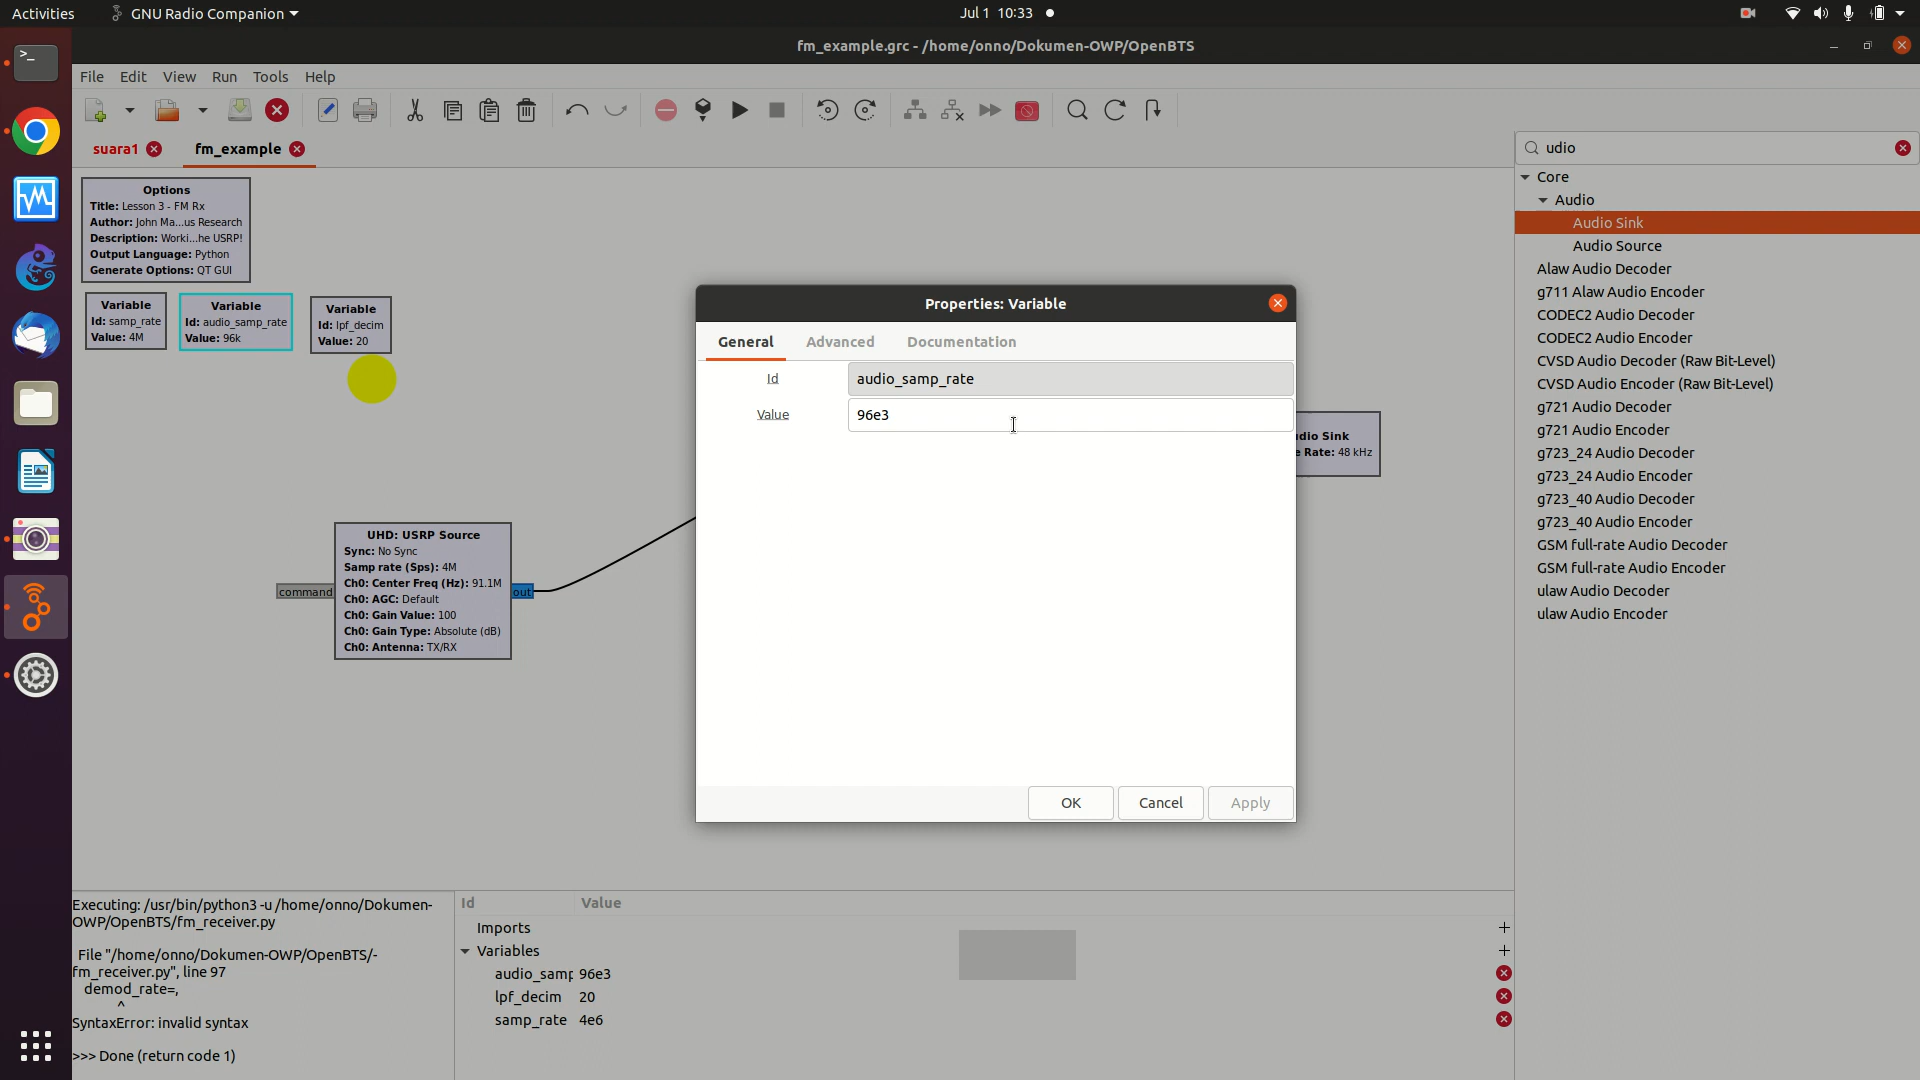 Activities
GNU Radio Companion
Jul 1 10:33
fm_example.grc - /home/onno/Dokumen-OWP/OpenBTS
File Edit View Run Tools Help
suara1
fm_example
udio
Options
Title: Lesson 3 - FM Rx
Author: John Ma...us Research
Description: Worki...he USRP!
Output Language: Python
Generate Options: QT GUI
Variable
Id: samp_rate
Value: 4M
Variable
Id: audio_samp_rate
Value: 96k
Variable
Id: lpf_decim
Value: 20
UHD: USRP Source
Sync: No Sync
Samp rate (Sps): 4M
Ch0: Center Freq (Hz): 91.1M
Ch0: AGC: Default
Ch0: Gain Value: 100
Ch0: Gain Type: Absolute (dB)
Ch0: Antenna: TX/RX
command
out
Properties: Variable
General Advanced Documentation
Id audio_samp_rate
Value 96e3
OK Cancel Apply
dio Sink
e Rate: 48 kHz
Core
Audio
Audio Sink
Audio Source
Alaw Audio Decoder
g711 Alaw Audio Encoder
CODEC2 Audio Decoder
CODEC2 Audio Encoder
CVSD Audio Decoder (Raw Bit-Level)
CVSD Audio Encoder (Raw Bit-Level)
g721 Audio Decoder
g721 Audio Encoder
g723_24 Audio Decoder
g723_24 Audio Encoder
g723_40 Audio Decoder
g723_40 Audio Encoder
GSM full-rate Audio Decoder
GSM full-rate Audio Encoder
ulaw Audio Decoder
ulaw Audio Encoder
Executing: /usr/bin/python3 -u /home/onno/Dokumen-
OWP/OpenBTS/fm_receiver.py
File "/home/onno/Dokumen-OWP/OpenBTS/-
fm_receiver.py", line 97
demod_rate=,
^
SyntaxError: invalid syntax
>>> Done (return code 1)
Id Value
Imports
Variables
audio_samp 96e3
lpf_decim 20
samp_rate 4e6